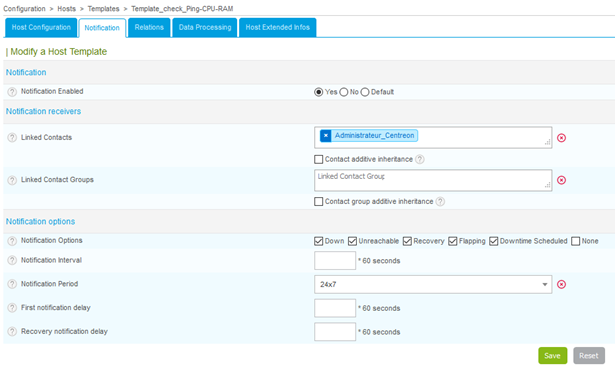 Configuration > Hosts > Templates > Template_check_Ping-CPU-RAM
Host Configuration Notification Relations Data Processing Host Extended Infos
| Modify a Host Template
Notification
? Notification Enabled Yes No Default
Notification receivers
? Linked Contacts × Administrateur_Centreon
Contact additive inheritance ?
? Linked Contact Groups Linked Contact Group
Contact group additive inheritance ?
Notification options
? Notification Options Down Unreachable Recovery Flapping Downtime Scheduled None
? Notification Interval * 60 seconds
? Notification Period 24x7
? First notification delay * 60 seconds
? Recovery notification delay * 60 seconds
Save Reset